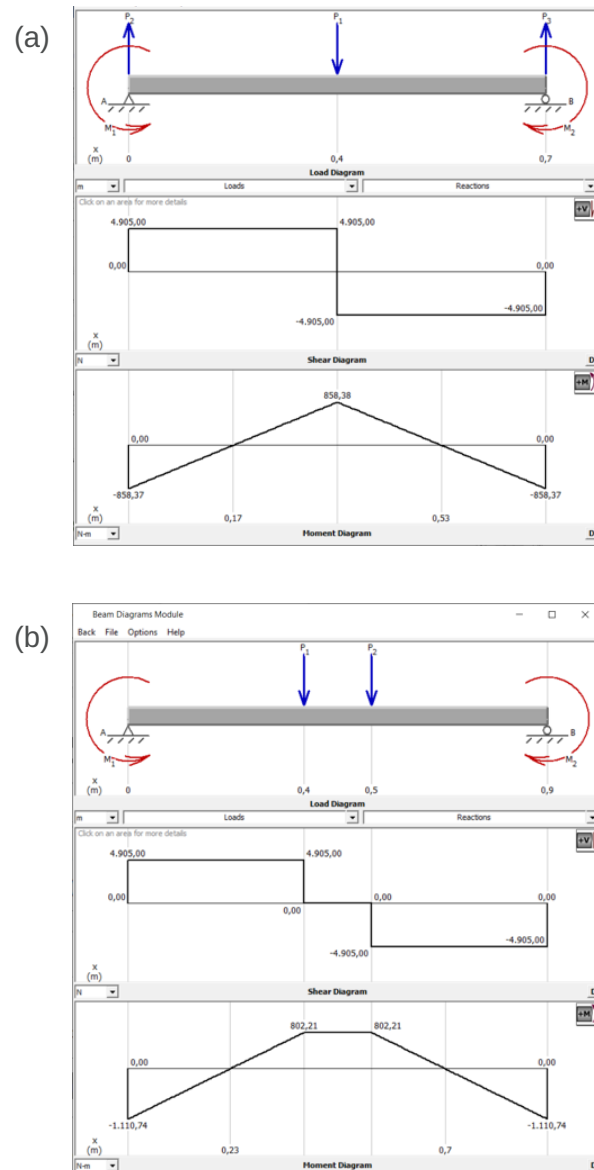 (a)
P2 P1 P3
A B
M1 M2
x
(m) 0 0,4 0,7
Load Diagram
m Loads Reactions
Click on an area for more details +V
4.905,00 4.905,00
0,00 0,00
-4.905,00 -4.905,00
x
(m)
N Shear Diagram D
+M
858,38
0,00 0,00
-858,37 -858,37
x
(m) 0,17 0,53
N-m Moment Diagram D
(b)
Beam Diagrams Module
Back File Options Help
P1 P2
A B
M1 M2
x
(m) 0 0,4 0,5 0,9
Load Diagram
m Loads Reactions
Click on an area for more details +V
4.905,00 4.905,00
0,00 0,00 0,00 0,00
-4.905,00 -4.905,00
x
(m)
N Shear Diagram
+M
802,21 802,21
0,00 0,00
-1.110,74 -1.110,74
x
(m) 0,23 0,7
N-m Moment Diagram